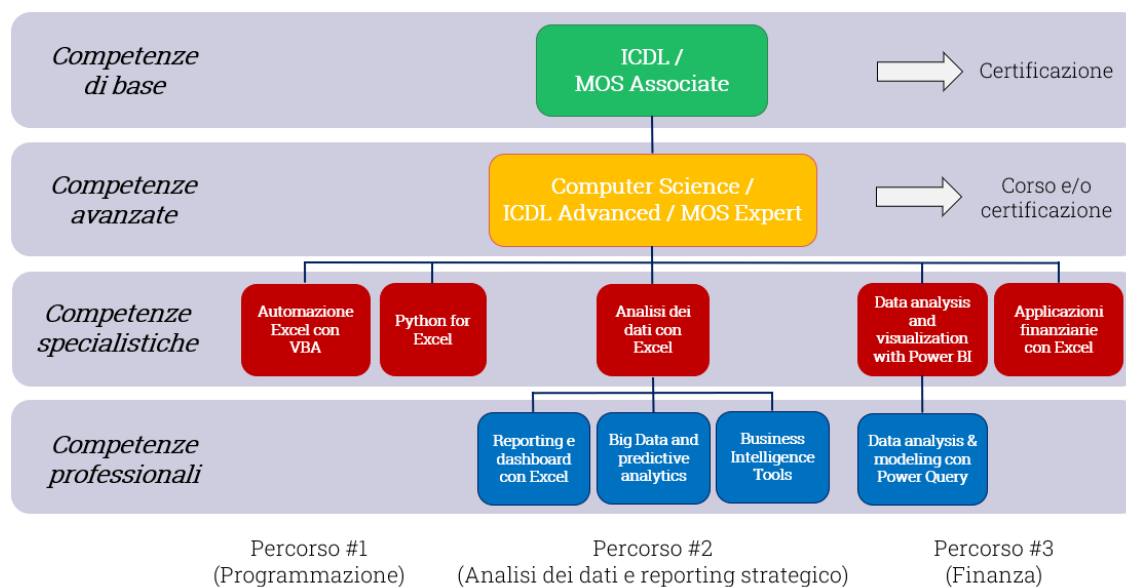 Competenze
di base
ICDL /
MOS Associate
Certificazione
Competenze
avanzate
Computer Science /
ICDL Advanced / MOS Expert
Corso e/o
certificazione
Competenze
specialistiche
Automazione
Excel con
VBA
Python for
Excel
Analisi dei
dati con
Excel
Data analysis
and
visualization
with Power BI
Applicazioni
finanziarie
con Excel
Competenze
professionali
Reporting e
dashboard
con Excel
Big Data and
predictive
analytics
Business
Intelligence
Tools
Data analysis &
modeling con
Power Query
Percorso #1
(Programmazione)
Percorso #2
(Analisi dei dati e reporting strategico)
Percorso #3
(Finanza)